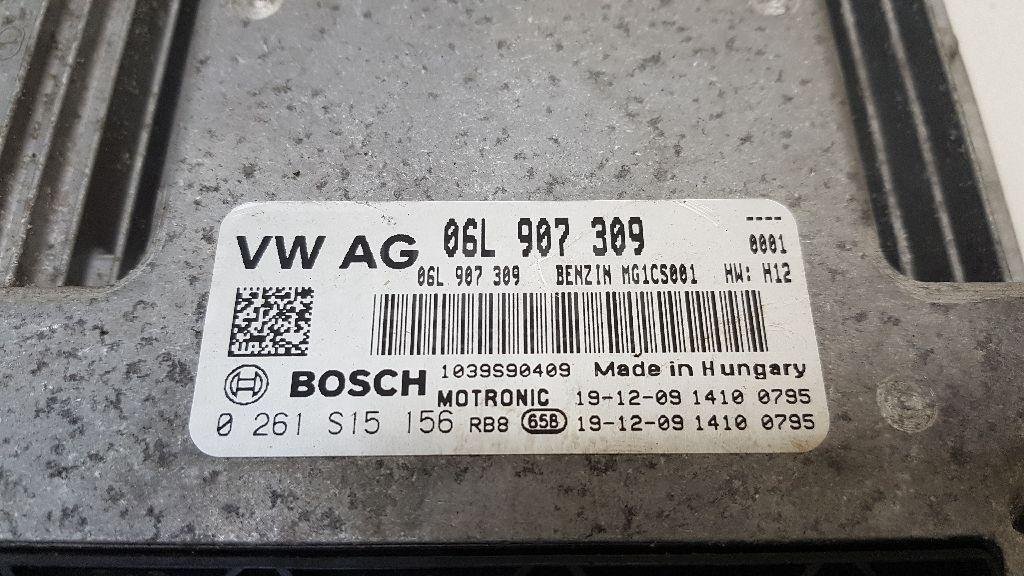 ----
VW AG 06L 907 309 0001
06L 907 309 BENZIN MG1CS001 HW: H12
BOSCH 1039S90409 Made in Hungary
MOTRONIC 19-12-09 1410 0795
0 261 S15 156 RB8 65B 19-12-09 1410 0795